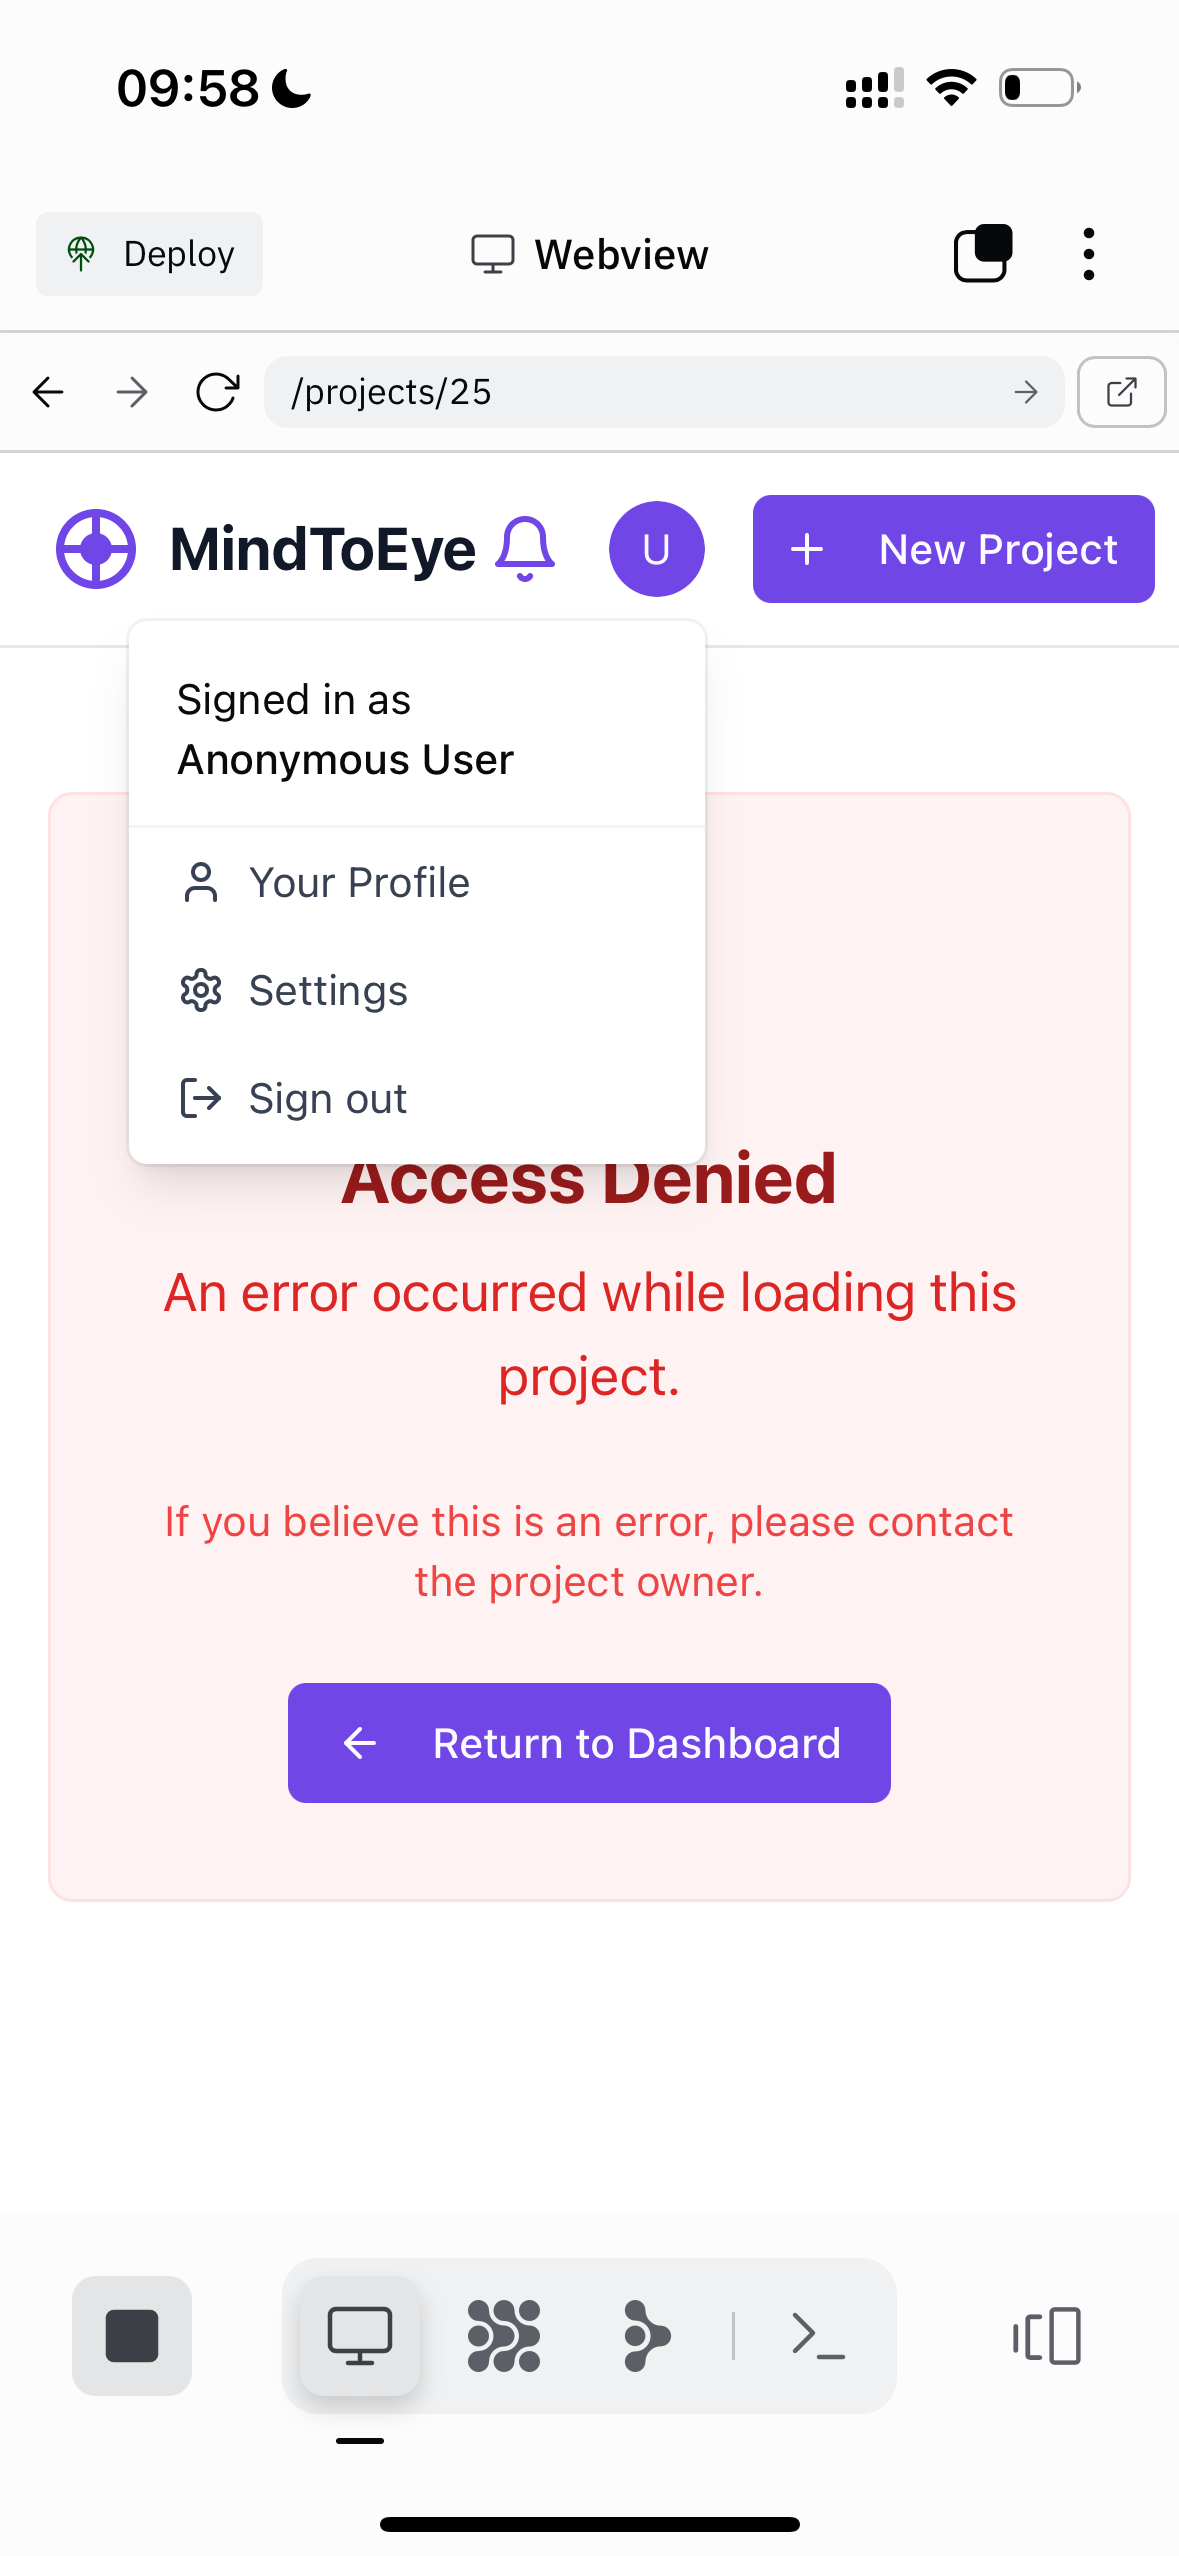 09:58
Deploy
Webview
/projects/25
MindToEye
U
New Project
Signed in as
Anonymous User
Your Profile
Settings
Sign out
Access Denied
An error occurred while loading this
project.
If you believe this is an error, please contact
the project owner.
Return to Dashboard